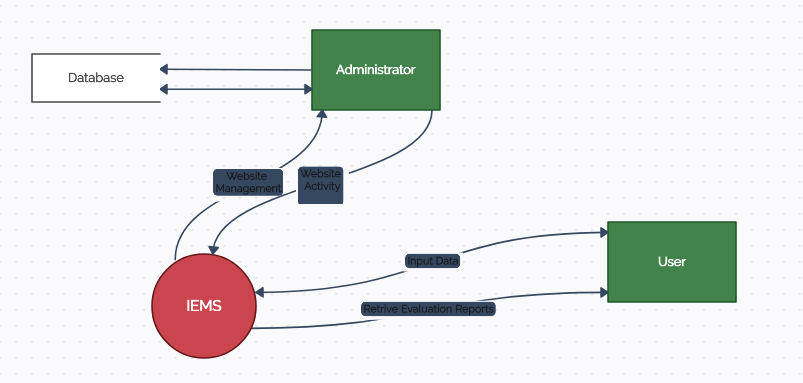 Administrator
Database
Website
Management
Website
Activity
Input Data
User
IEMS
Retrive Evaluation Reports